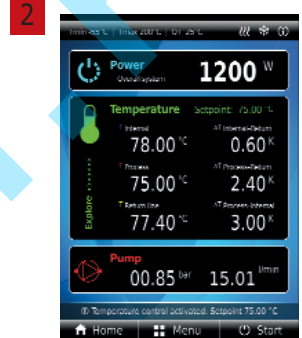 2
Tmin -55°C | Tmax 200°C | DT 25°C
Power
Overall system
1200 W
Temperature Setpoint: 75.00 °C
T Internal
78.00 °C
ΔT Internal-Return
0.60 K
T Process
75.00 °C
ΔT Process-Return
2.40 K
T Return line
77.40 °C
ΔT Process-Internal
3.00 K
Explore >>>>>>
Pump
00.85 bar 15.01 l/min
Temperature control activated: Setpoint 75.00 °C
Home Menu Start